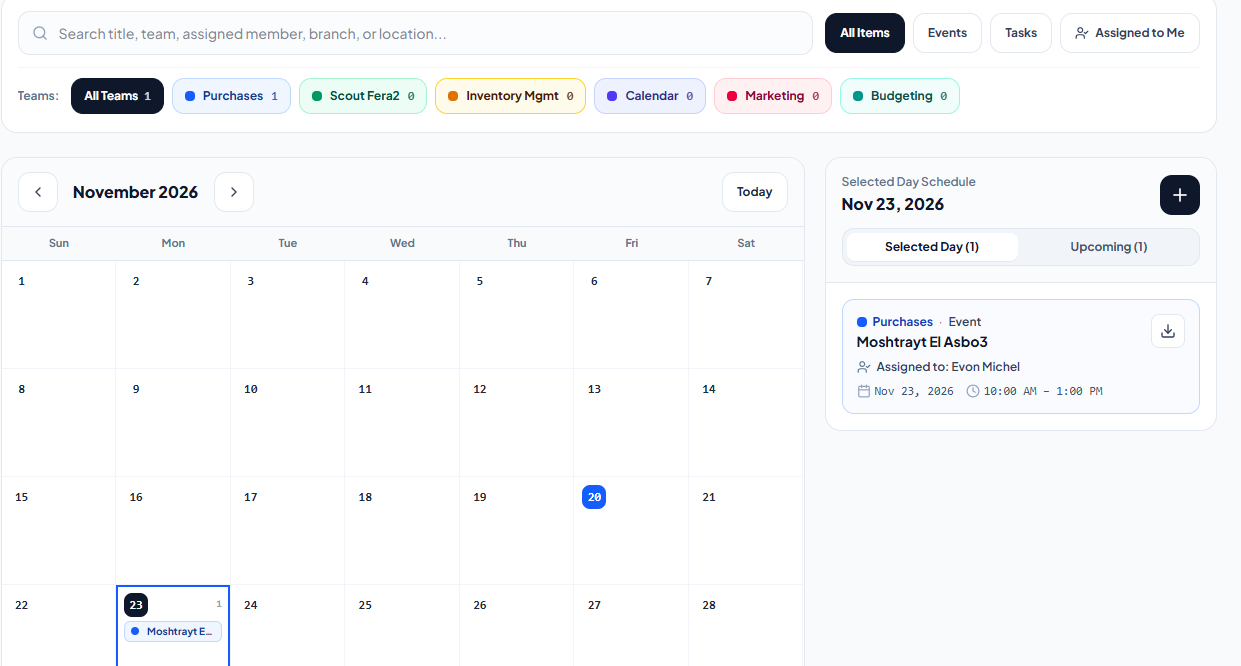 Search title, team, assigned member, branch, or location...
All Items
Events
Tasks
Assigned to Me
Teams:
All Teams 1
Purchases 1
Scout Fera2 0
Inventory Mgmt 0
Calendar 0
Marketing 0
Budgeting 0
November 2026
Today
Sun Mon Tue Wed Thu Fri Sat
1 2 3 4 5 6 7
8 9 10 11 12 13 14
15 16 17 18 19 20 21
22 23 1 24 25 26 27 28
Moshtrayt E...
Selected Day Schedule
Nov 23, 2026
Selected Day (1)
Upcoming (1)
Purchases · Event
Moshtrayt El Asbo3
Assigned to: Evon Michel
Nov 23, 2026 10:00 AM – 1:00 PM